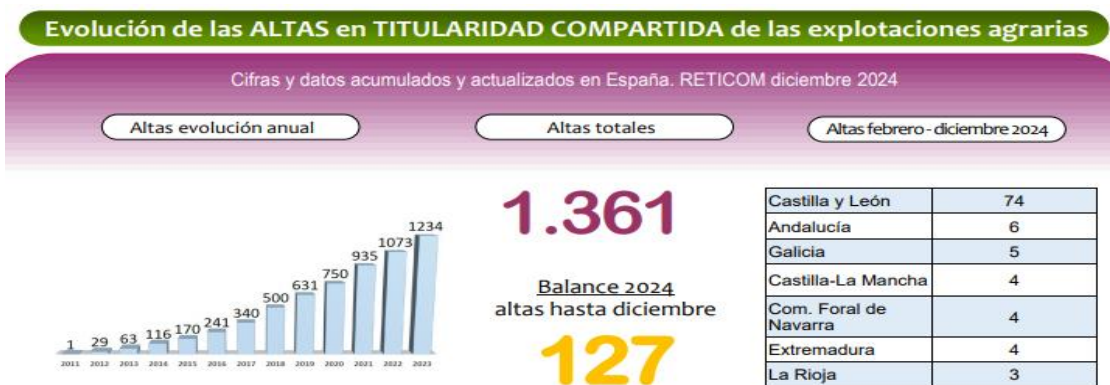 Evolución de las ALTAS en TITULARIDAD COMPARTIDA de las explotaciones agrarias
Cifras y datos acumulados y actualizados en España. RETICOM diciembre 2024
Altas evolución anual
Altas totales
Altas febrero - diciembre 2024
1 29 63 116 170 241 340 500 631 750 935 1073 1234
2011 2012 2013 2014 2015 2016 2017 2018 2019 2020 2021 2022 2023
1.361
Balance 2024
altas hasta diciembre
127
Castilla y León 74
Andalucía 6
Galicia 5
Castilla-La Mancha 4
Com. Foral de
Navarra 4
Extremadura 4
La Rioja 3